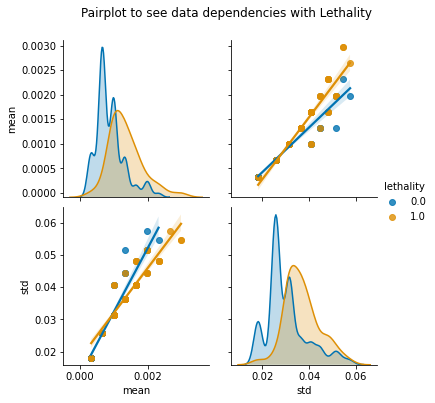 Pairplot to see data dependencies with Lethality
0.0030
0.0025
0.0020
0.0015
0.0010
0.0005
0.0000
mean
lethality
0.0
1.0
0.06
0.05
0.04
0.03
0.02
std
0.000 0.002
mean
0.02 0.04 0.06
std